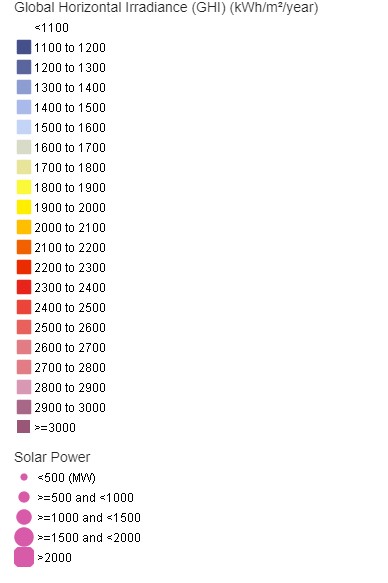 Global Horizontal Irradiance (GHI) (kWh/m²/year)
<1100
1100 to 1200
1200 to 1300
1300 to 1400
1400 to 1500
1500 to 1600
1600 to 1700
1700 to 1800
1800 to 1900
1900 to 2000
2000 to 2100
2100 to 2200
2200 to 2300
2300 to 2400
2400 to 2500
2500 to 2600
2600 to 2700
2700 to 2800
2800 to 2900
2900 to 3000
>=3000
Solar Power
<500 (MW)
>=500 and <1000
>=1000 and <1500
>=1500 and <2000
>2000